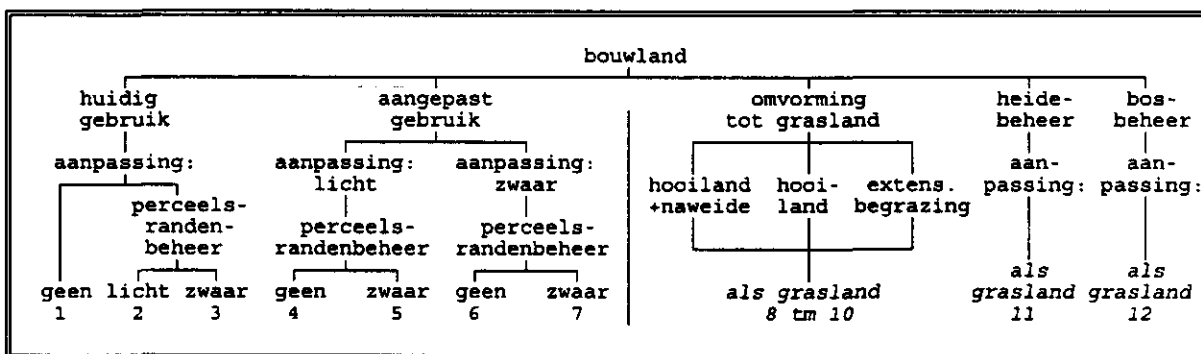 bouwland
huidig gebruik
aanpassing:
perceels-
randen-
beheer
geen licht zwaar
1 2 3
aangepast gebruik
aanpassing:
licht
perceels-
randenbeheer
geen zwaar
4 5
aanpassing:
zwaar
perceels-
randenbeheer
geen zwaar
6 7
omvorming
tot grasland
hooiland
+naweide
hooi-
land
extens.
begrazing
als grasland
8 tm 10
heide-
beheer
aan-
passing:
als
grasland
11
bos-
beheer
aan-
passing:
als
grasland
12